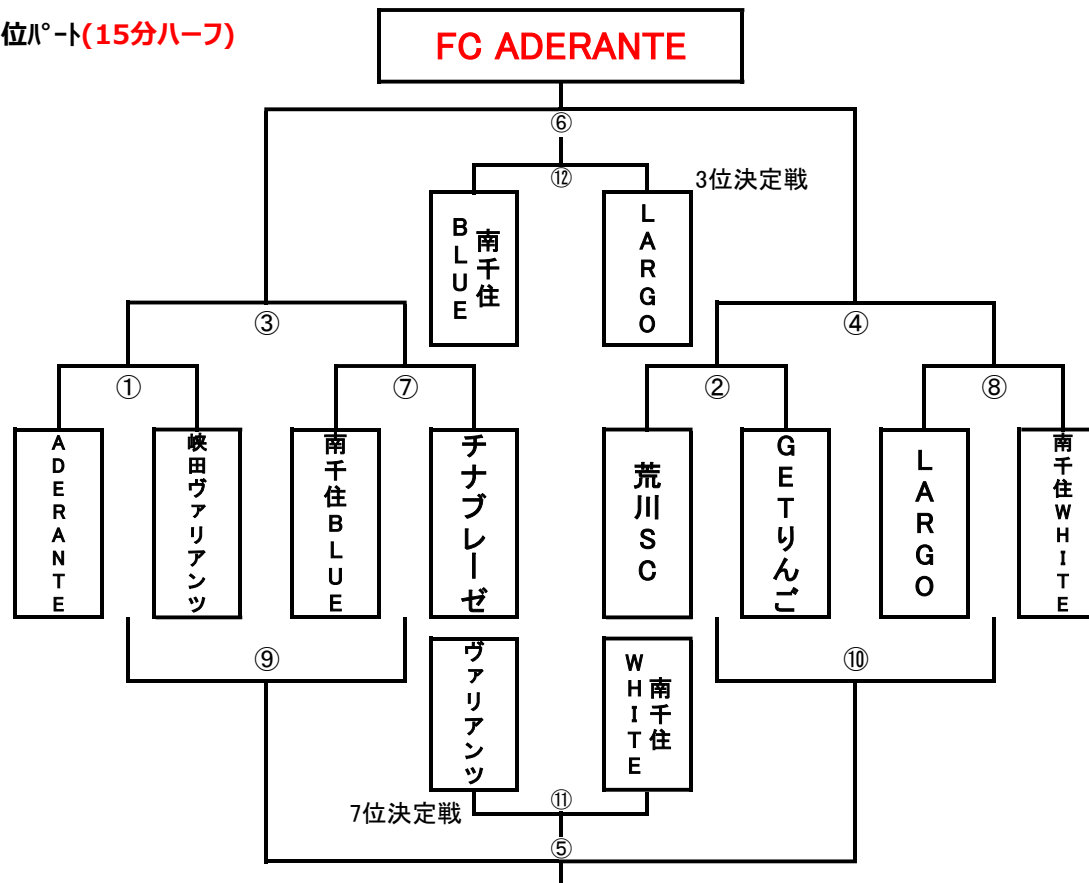 位ﾊﾟｰﾄ(15分ハーフ)
FC ADERANTE
⑥
⑫
3位決定戦
南千住
BLUE
LARGO
③
④
①
⑦
②
⑧
ADERANTE
峡田ヴァリアンツ
南千住BLUE
チナブレーゼ
荒川SC
GETりんご
LARGO
南千住WHITE
⑨
⑩
ヴァリアンツ
南千住
WHITE
7位決定戦
⑪
⑤